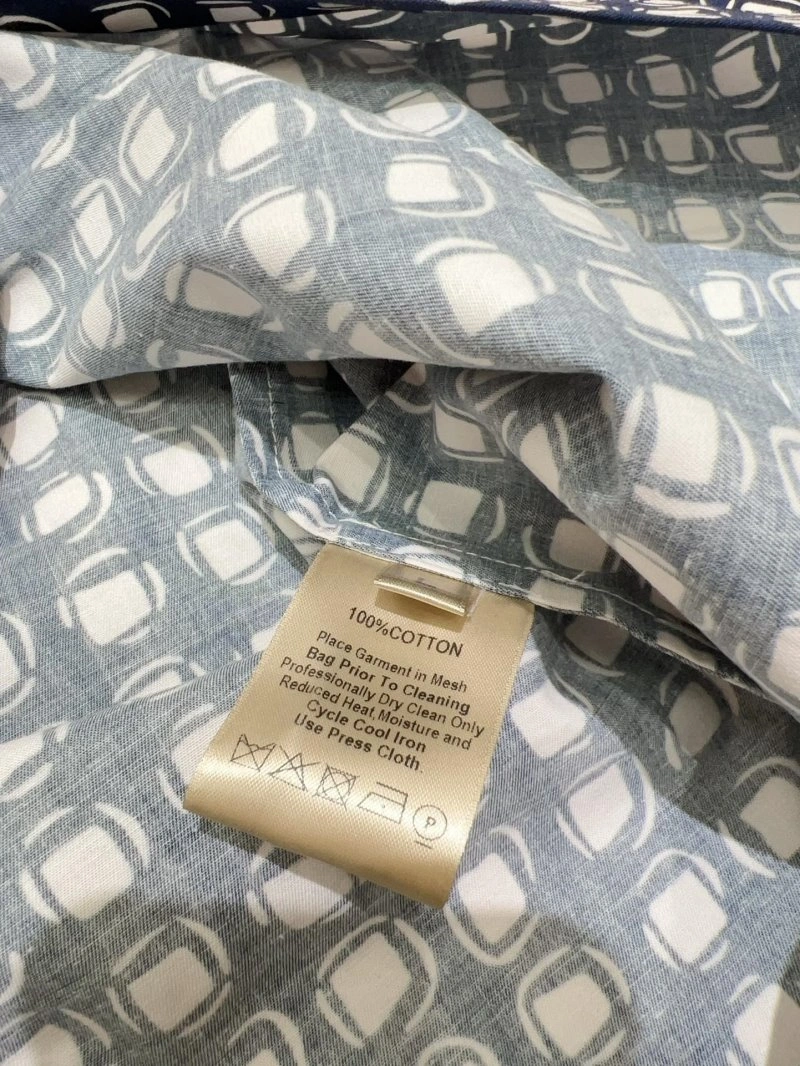 100%COTTON
Place Garment in Mesh
Bag Prior To Cleaning
Professionally Dry Clean Only
Reduced Heat,Moisture and
Cycle Cool Iron
Use Press Cloth.
P